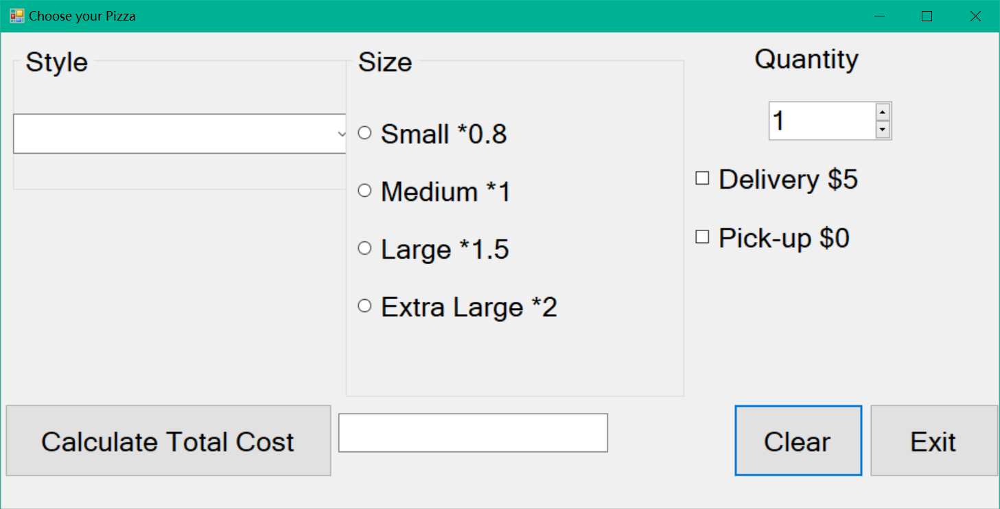 Choose your Pizza
Style
Size
Quantity
1
Small *0.8
Medium *1
Large *1.5
Extra Large *2
Delivery $5
Pick-up $0
Calculate Total Cost
Clear
Exit